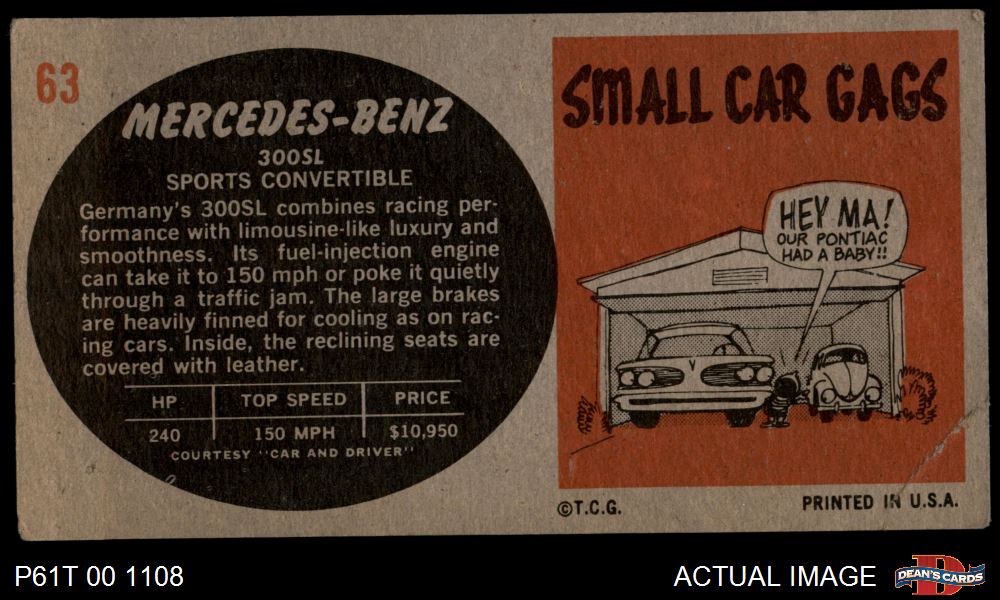 63
MERCEDES-BENZ
300SL
SPORTS CONVERTIBLE
Germany's 300SL combines racing per-
formance with limousine-like luxury and
smoothness. Its fuel-injection engine
can take it to 150 mph or poke it quietly
through a traffic jam. The large brakes
are heavily finned for cooling as on rac-
ing cars. Inside, the reclining seats are
covered with leather.
HP TOP SPEED PRICE
240 150 MPH $10,950
COURTESY "CAR AND DRIVER"
SMALL CAR GAGS
HEY MA!
OUR PONTIAC
HAD A BABY!!
©T.C.G.
PRINTED IN U.S.A.
P61T 00 1108
ACTUAL IMAGE
D
DEAN'S CARDS